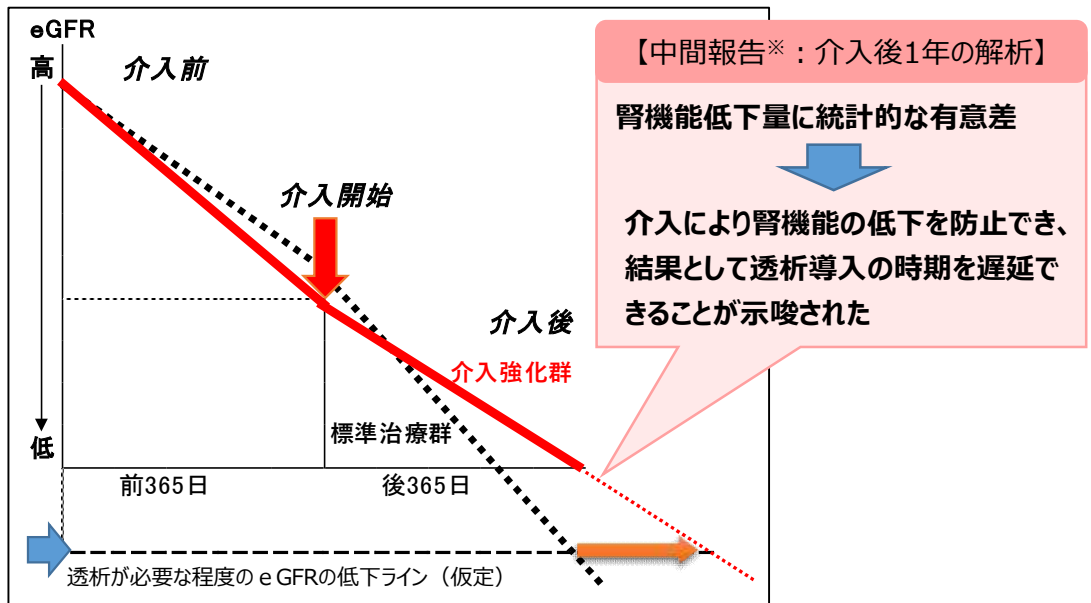 eGFR
高
介入前
介入開始
介入後
介入強化群
標準治療群
低
前365日
後365日
透析が必要な程度のｅGFRの低下ライン（仮定）
【中間報告※：介入後1年の解析】
腎機能低下量に統計的な有意差
介入により腎機能の低下を防止でき、
結果として透析導入の時期を遅延で
きることが示唆された